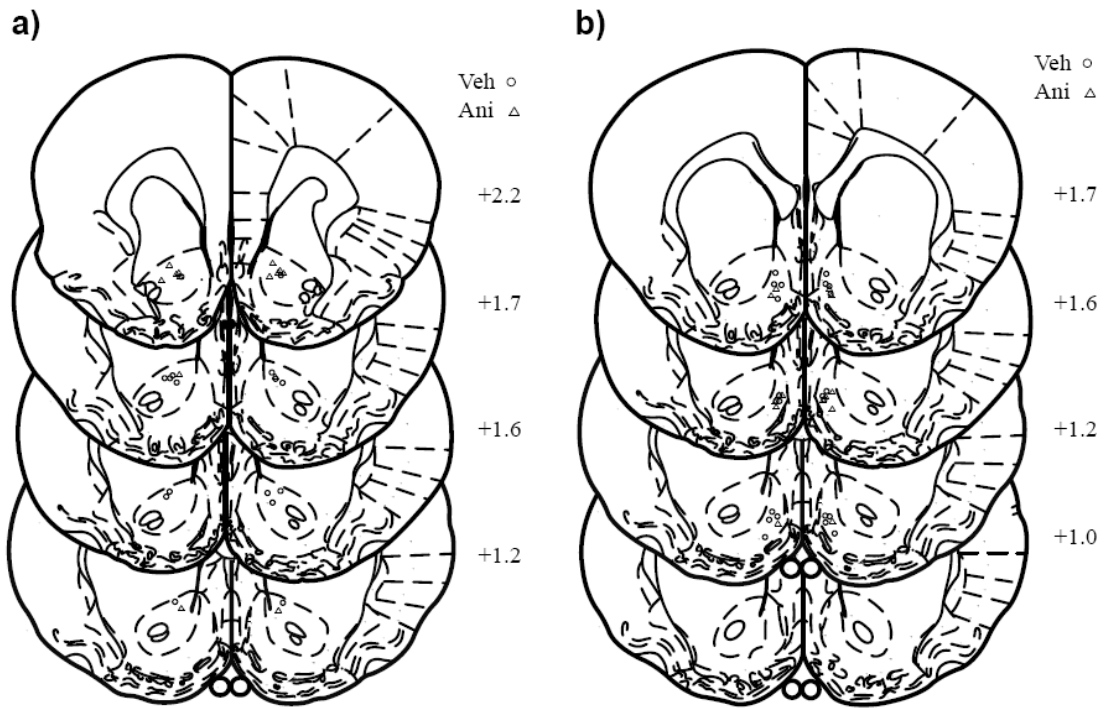 a)
Veh ○
Ani △
+2.2
+1.7
+1.6
+1.2
b)
Veh ○
Ani △
+1.7
+1.6
+1.2
+1.0